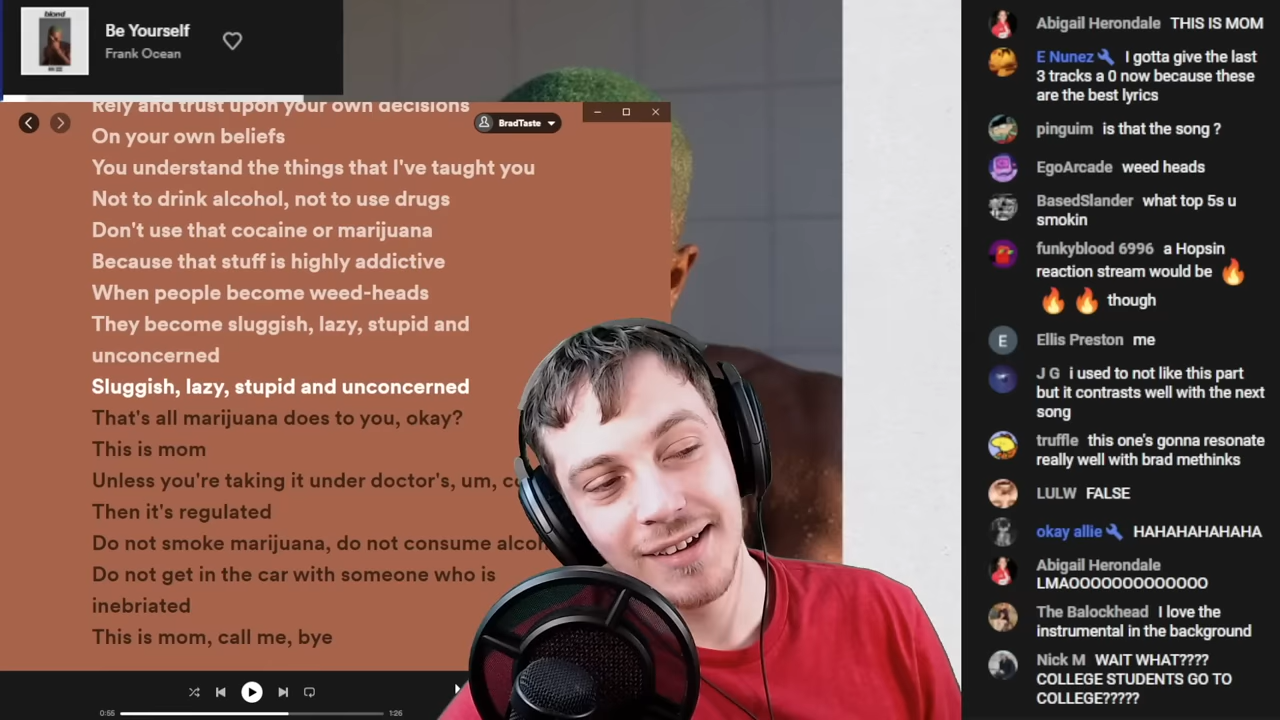 blond
Be Yourself
Frank Ocean
Rely and trust upon your own decisions
On your own beliefs
You understand the things that I've taught you
Not to drink alcohol, not to use drugs
Don't use that cocaine or marijuana
Because that stuff is highly addictive
When people become weed-heads
They become sluggish, lazy, stupid and
unconcerned
Sluggish, lazy, stupid and unconcerned
That's all marijuana does to you, okay?
This is mom
Unless you're taking it under doctor's, um,
Then it's regulated
Do not smoke marijuana, do not consume
Do not get in the car with someone who is
inebriated
This is mom, call me, bye
BradTaste
0:55
1:26
Abigail Herondale THIS IS MOM
E Nunez I gotta give the last
3 tracks a 0 now because these
are the best lyrics
pinguim is that the song ?
EgoArcade weed heads
BasedSlander what top 5s u
smokin
funkyblood 6996 a Hopsin
reaction stream would be 🔥
🔥 🔥 though
E
Ellis Preston me
J G i used to not like this part
but it contrasts well with the next
song
truffle this one's gonna resonate
really well with brad methinks
LULW FALSE
okay allie HAHAHAHAHAHA
Abigail Herondale
LMAOOOOOOOOOOOOO
The Balockhead I love the
instrumental in the background
Nick M WAIT WHAT????
COLLEGE STUDENTS GO TO
COLLEGE?????